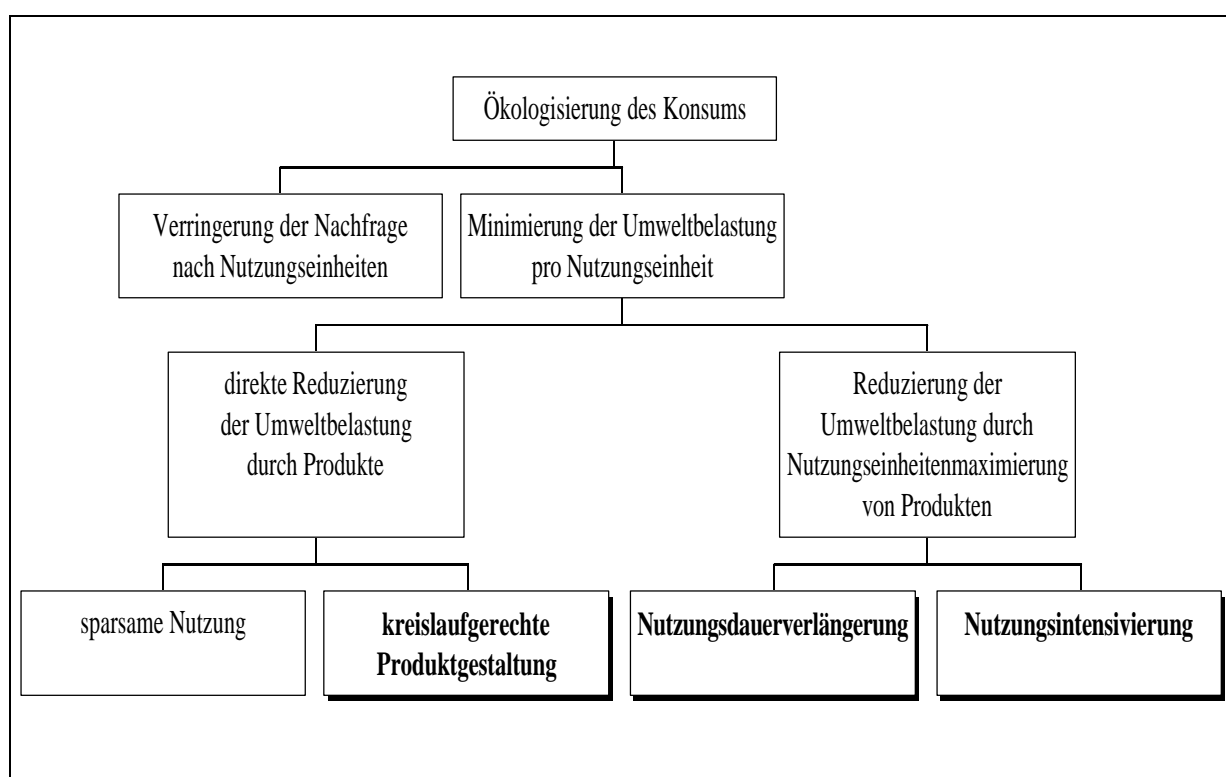 Ökologisierung des Konsums
Verringerung der Nachfrage
nach Nutzungseinheiten
Minimierung der Umweltbelastung
pro Nutzungseinheit
direkte Reduzierung
der Umweltbelastung
durch Produkte
Reduzierung der
Umweltbelastung durch
Nutzungseinheitenmaximierung
von Produkten
sparsame Nutzung
kreislaufgerechte
Produktgestaltung
Nutzungsdauerverlängerung
Nutzungsintensivierung